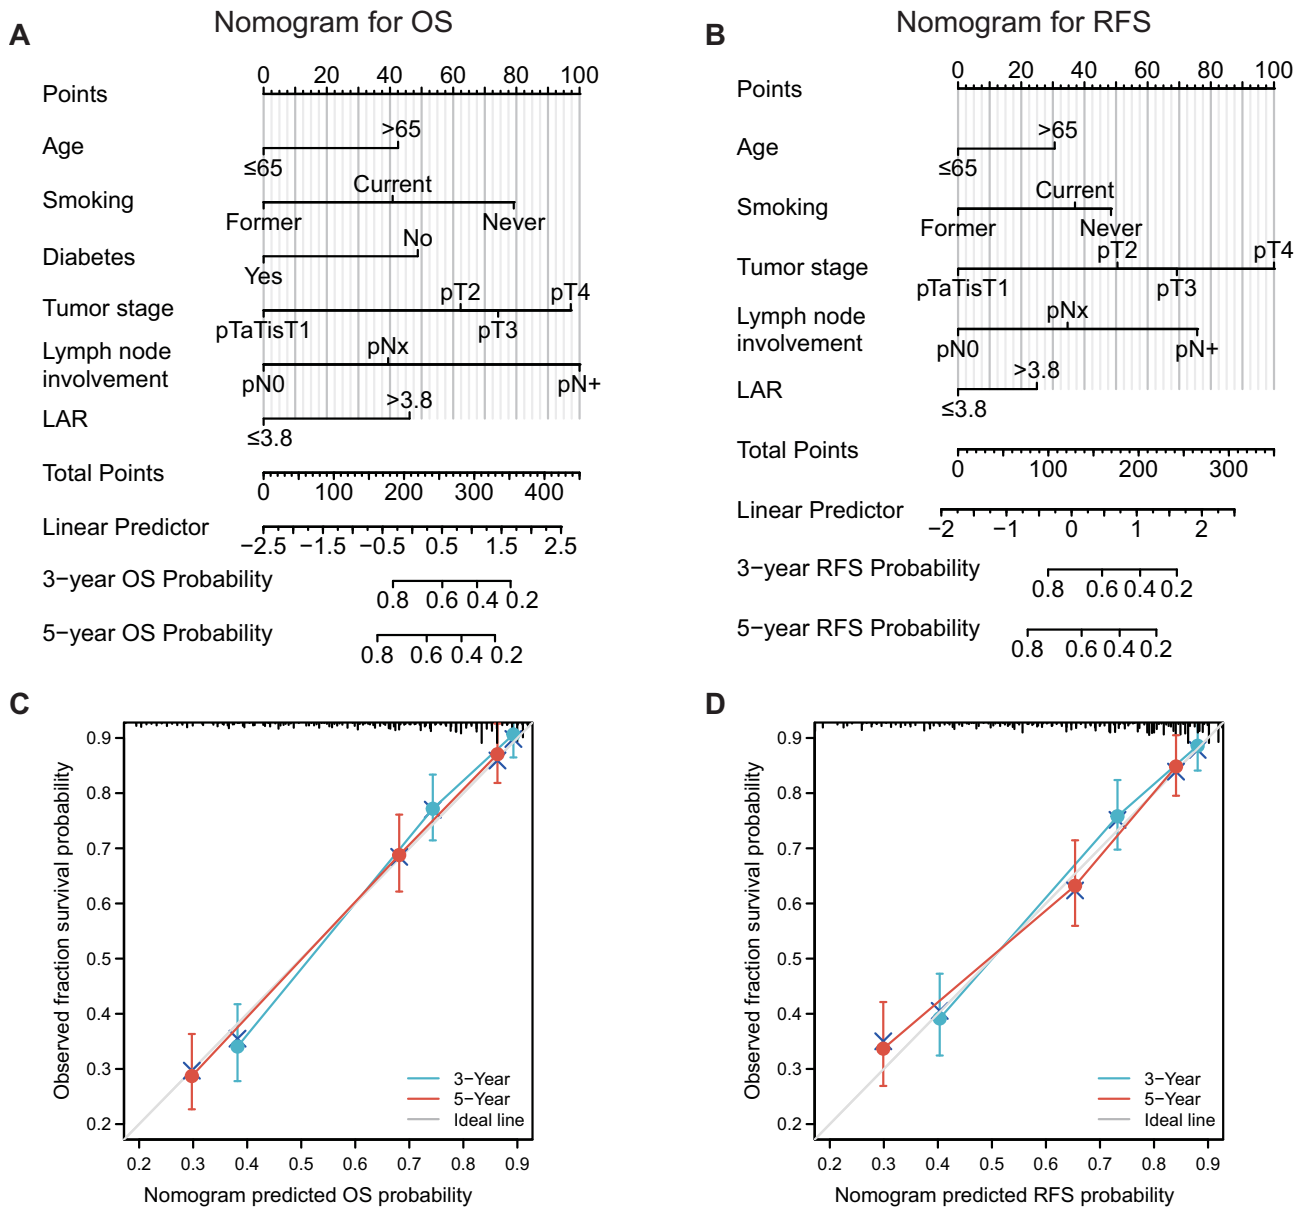 A
Nomogram for OS
0 20 40 60 80 100
Points
>65
Age
≤65
Current
Smoking
Former Never
No
Diabetes
Yes
pT2 pT4
Tumor stage
pTaTisT1 pT3
pNx
Lymph node
involvement
pN0 pN+
>3.8
LAR
≤3.8
Total Points
0 100 200 300 400
Linear Predictor
−2.5 −1.5 −0.5 0.5 1.5 2.5
3−year OS Probability
0.8 0.6 0.4 0.2
5−year OS Probability
0.8 0.6 0.4 0.2
B
Nomogram for RFS
0 20 40 60 80 100
Points
>65
Age
≤65
Current
Smoking
Former Never
pT2 pT4
Tumor stage
pTaTisT1 pT3
pNx
Lymph node
involvement
pN0 pN+
>3.8
LAR
≤3.8
Total Points
0 100 200 300
Linear Predictor
−2 −1 0 1 2
3−year RFS Probability
0.8 0.6 0.4 0.2
5−year RFS Probability
0.8 0.6 0.4 0.2
C
Observed fraction survival probability
0.9
0.8
0.7
0.6
0.5
0.4
0.3
0.2
3−Year
5−Year
Ideal line
0.2 0.3 0.4 0.5 0.6 0.7 0.8 0.9
Nomogram predicted OS probability
D
Observed fraction survival probability
0.9
0.8
0.7
0.6
0.5
0.4
0.3
0.2
3−Year
5−Year
Ideal line
0.2 0.3 0.4 0.5 0.6 0.7 0.8 0.9
Nomogram predicted RFS probability